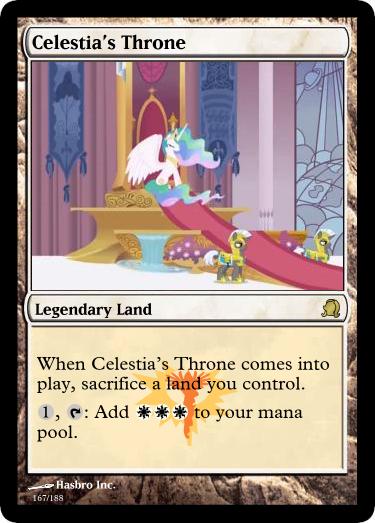 Celestia's Throne
Legendary Land
When Celestia's Throne comes into
play, sacrifice a land you control.
1, : Add to your mana
pool.
Hasbro Inc.
167/188